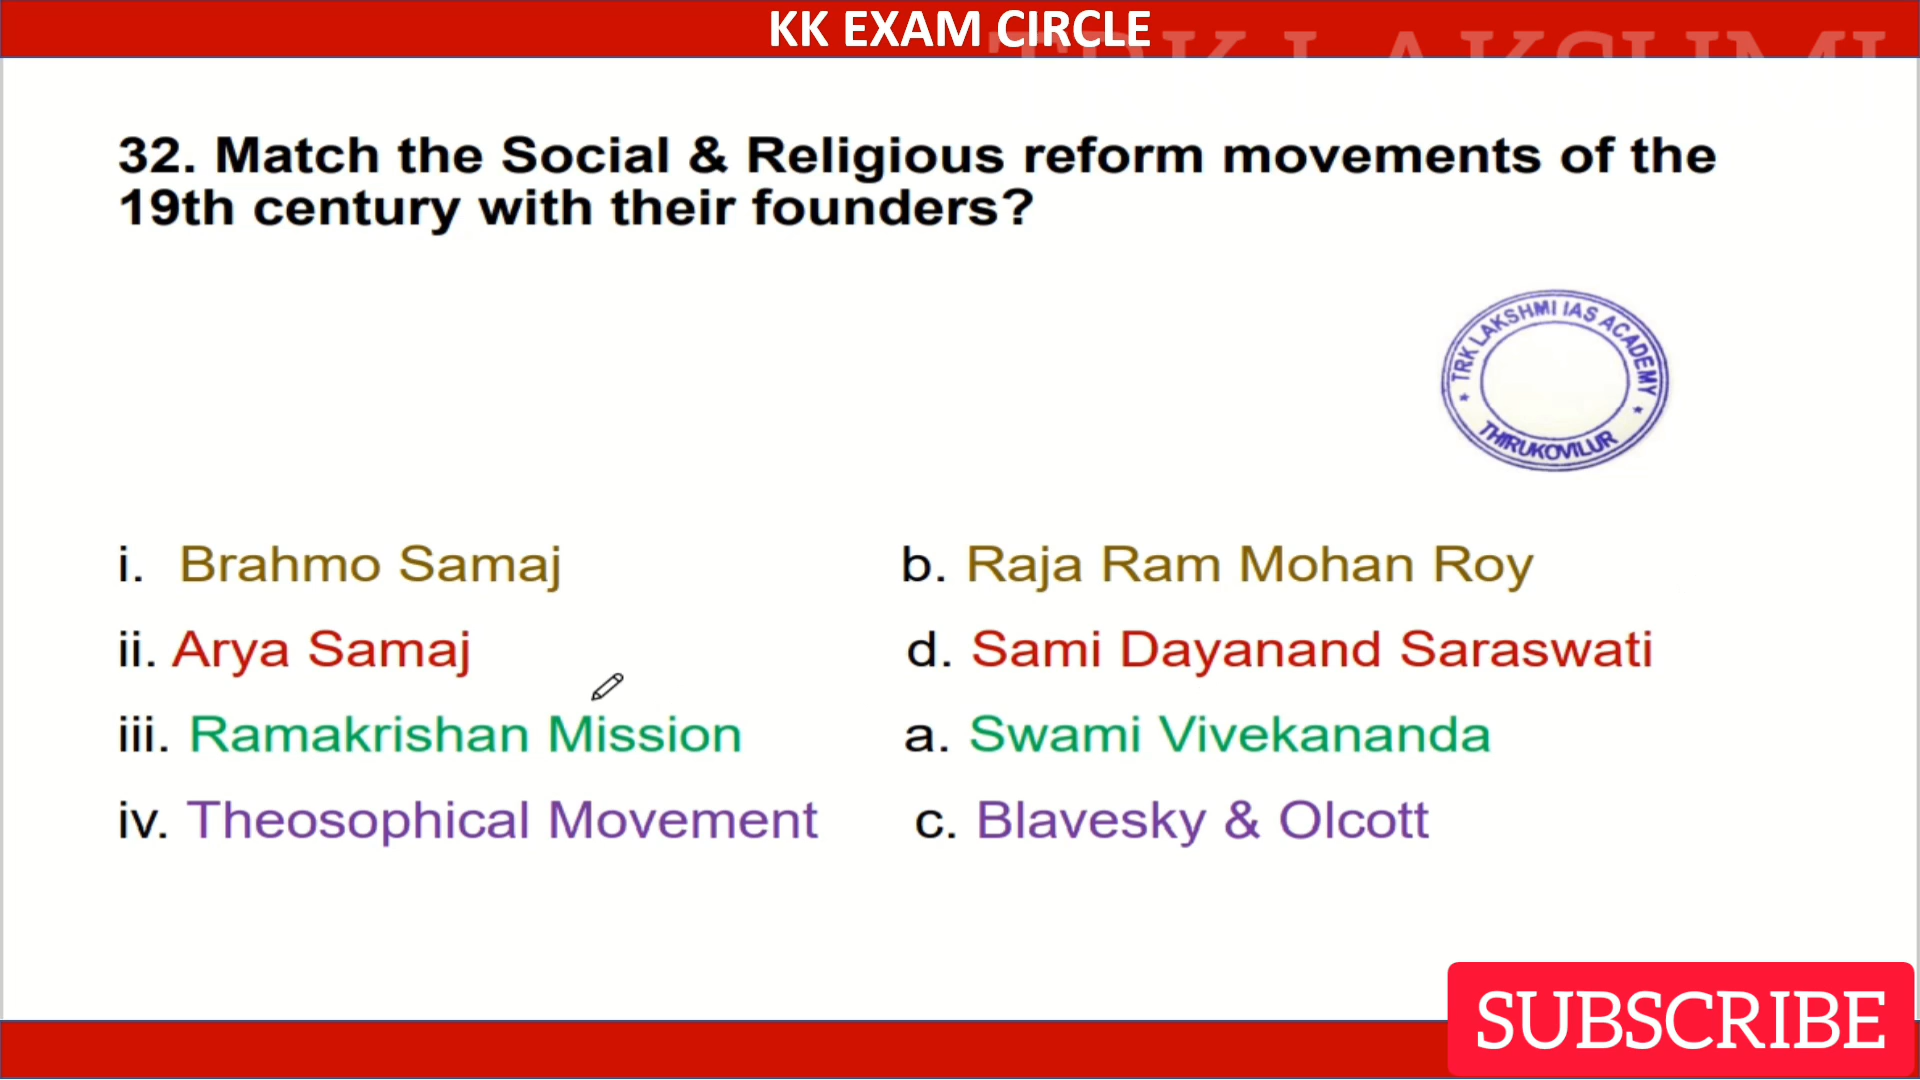 KK EXAM CIRCLE
TRK LAKSHMI
32. Match the Social & Religious reform movements of the
19th century with their founders?
TRK LAKSHMI IAS ACADEMY
* *
THIRUKOVILUR
i. Brahmo Samaj b. Raja Ram Mohan Roy
ii. Arya Samaj d. Sami Dayanand Saraswati
iii. Ramakrishan Mission a. Swami Vivekananda
iv. Theosophical Movement c. Blavesky & Olcott
SUBSCRIBE